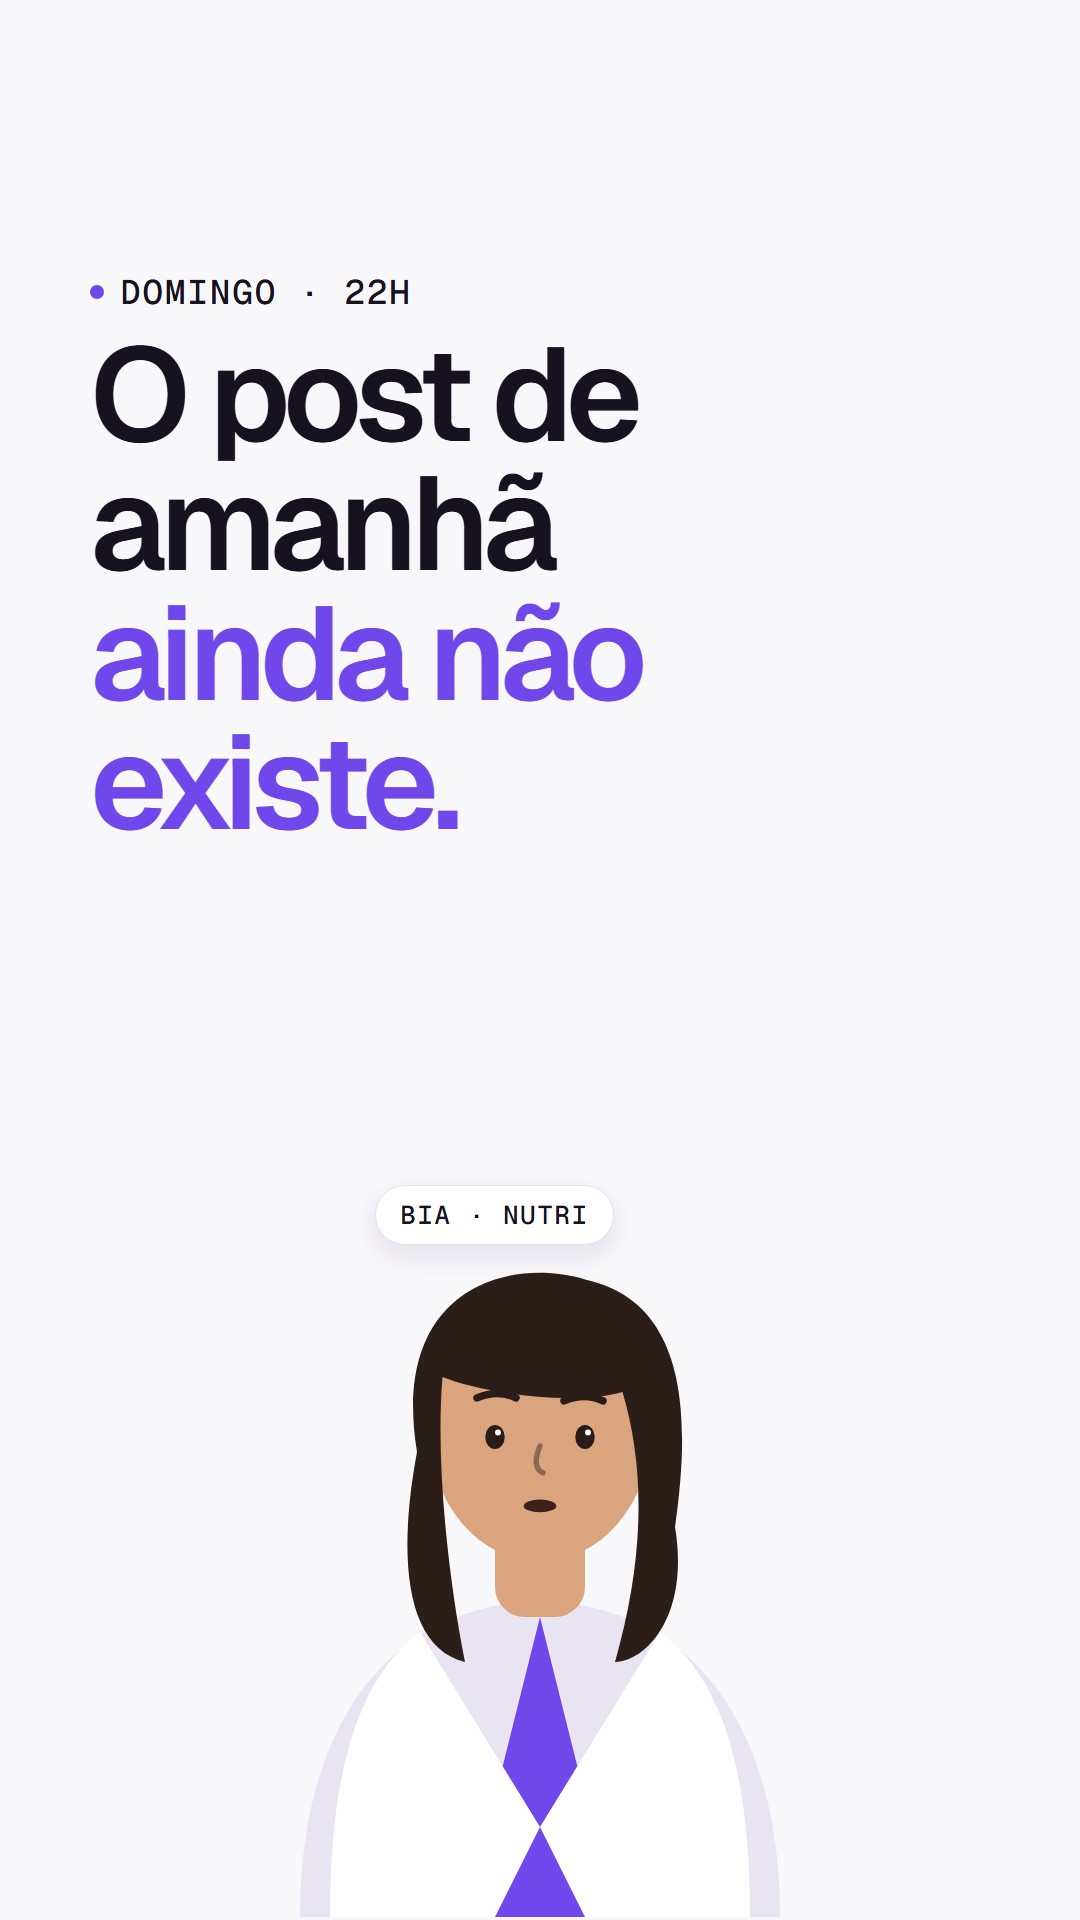 DOMINGO · 22H
O post de
amanhã
ainda não
existe.
BIA · NUTRI